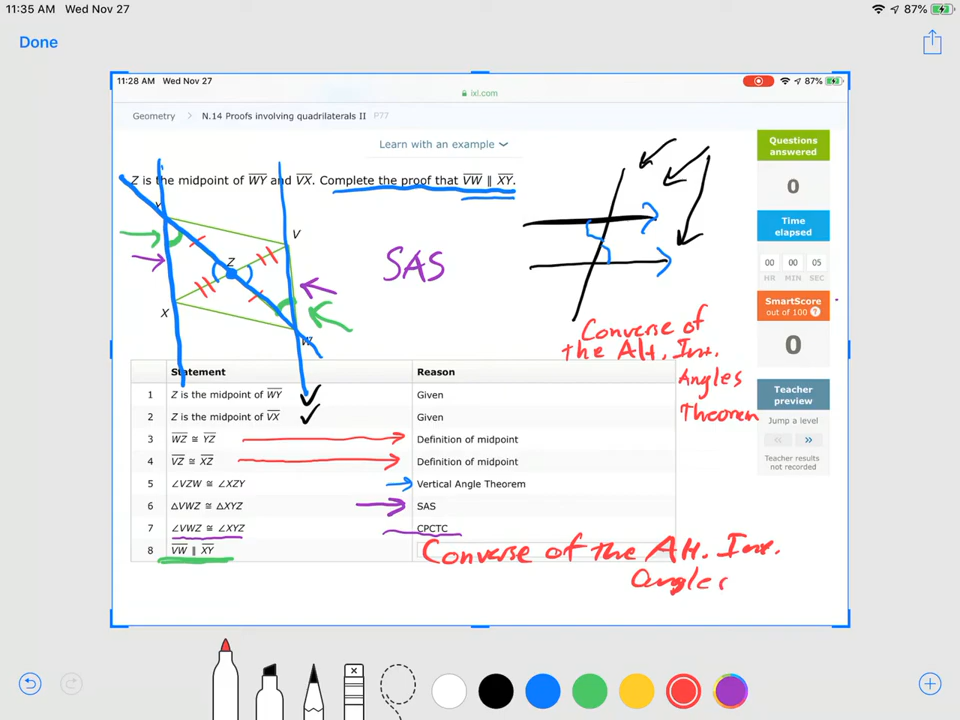 11:35 AM Wed Nov 27
87%
Done
11:28 AM Wed Nov 27
87%
ixl.com
Geometry > N.14 Proofs involving quadrilaterals II P77
Learn with an example
Questions answered
0
Z is the midpoint of WY and VX. Complete the proof that VW ∥ XY.
Time elapsed
00 00 05
HR MIN SEC
SmartScore
out of 100 ?
0
Y
V
Z
X
W
SAS
Converse of
the Alt. Int.
Angles
Theorem
Teacher preview
Jump a level
Teacher results
not recorded
Statement Reason
1 Z is the midpoint of WY Given
2 Z is the midpoint of VX Given
3 WZ ≅ YZ Definition of midpoint
4 VZ ≅ XZ Definition of midpoint
5 ∠VZW ≅ ∠XZY Vertical Angle Theorem
6 △VWZ ≅ △XYZ SAS
7 ∠VWZ ≅ ∠XYZ CPCTC
8 VW ∥ XY Converse of the Alt. Int.
Angles